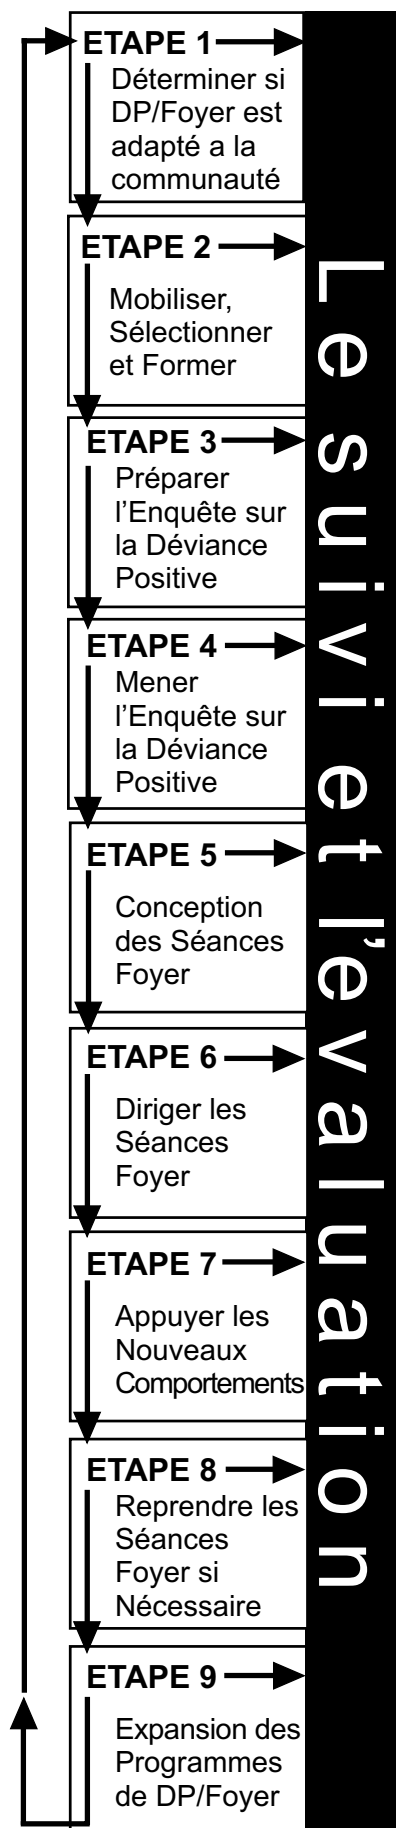 ETAPE 1
Déterminer si
DP/Foyer est
adapté a la
communauté
ETAPE 2
Mobiliser,
Sélectionner
et Former
ETAPE 3
Préparer
l’Enquête sur
la Déviance
Positive
ETAPE 4
Mener
l’Enquête sur
la Déviance
Positive
ETAPE 5
Conception
des Séances
Foyer
ETAPE 6
Diriger les
Séances
Foyer
ETAPE 7
Appuyer les
Nouveaux
Comportements
ETAPE 8
Reprendre les
Séances
Foyer si
Nécessaire
ETAPE 9
Expansion des
Programmes
de DP/Foyer
Le suivi et l’evaluation